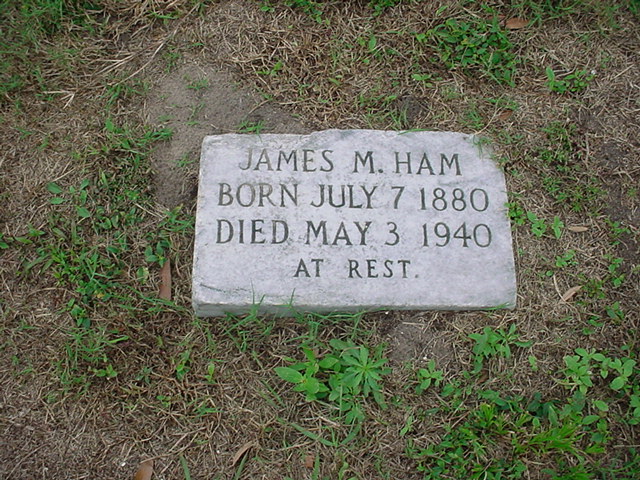 JAMES M. HAM
BORN JULY 7 1880
DIED MAY 3 1940
AT REST.